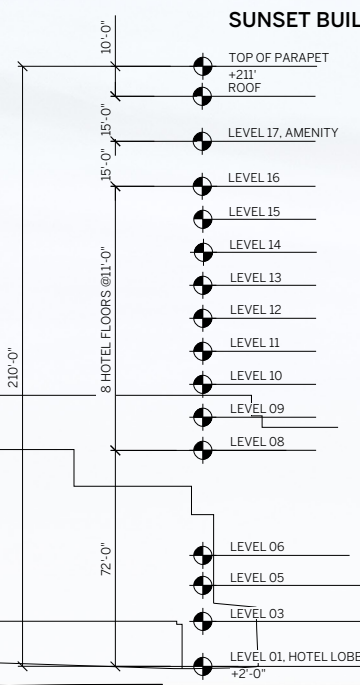 SUNSET BUIL
10'-0"
TOP OF PARAPET
+211'
ROOF
15'-0"
LEVEL 17, AMENITY
15'-0"
LEVEL 16
LEVEL 15
LEVEL 14
8 HOTEL FLOORS @11'-0"
LEVEL 13
LEVEL 12
LEVEL 11
210'-0"
LEVEL 10
LEVEL 09
LEVEL 08
72'-0"
LEVEL 06
LEVEL 05
LEVEL 03
LEVEL 01, HOTEL LOBB
+2'-0"